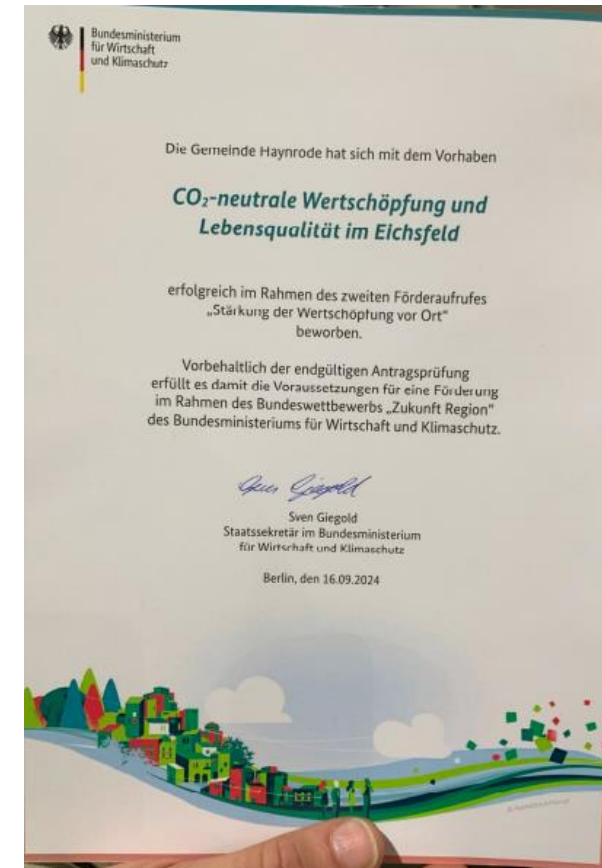 Bundesministerium
für Wirtschaft
und Klimaschutz
Die Gemeinde Haynrode hat sich mit dem Vorhaben
CO₂-neutrale Wertschöpfung und
Lebensqualität im Eichsfeld
erfolgreich im Rahmen des zweiten Förderaufrufes
„Stärkung der Wertschöpfung vor Ort“
beworben.
Vorbehaltlich der endgültigen Antragsprüfung
erfüllt es damit die Voraussetzungen für eine Förderung
im Rahmen des Bundeswettbewerbs „Zukunft Region“
des Bundesministeriums für Wirtschaft und Klimaschutz.
Sven Giegold
Sven Giegold
Staatssekretär im Bundesministerium
für Wirtschaft und Klimaschutz
Berlin, den 16.09.2024